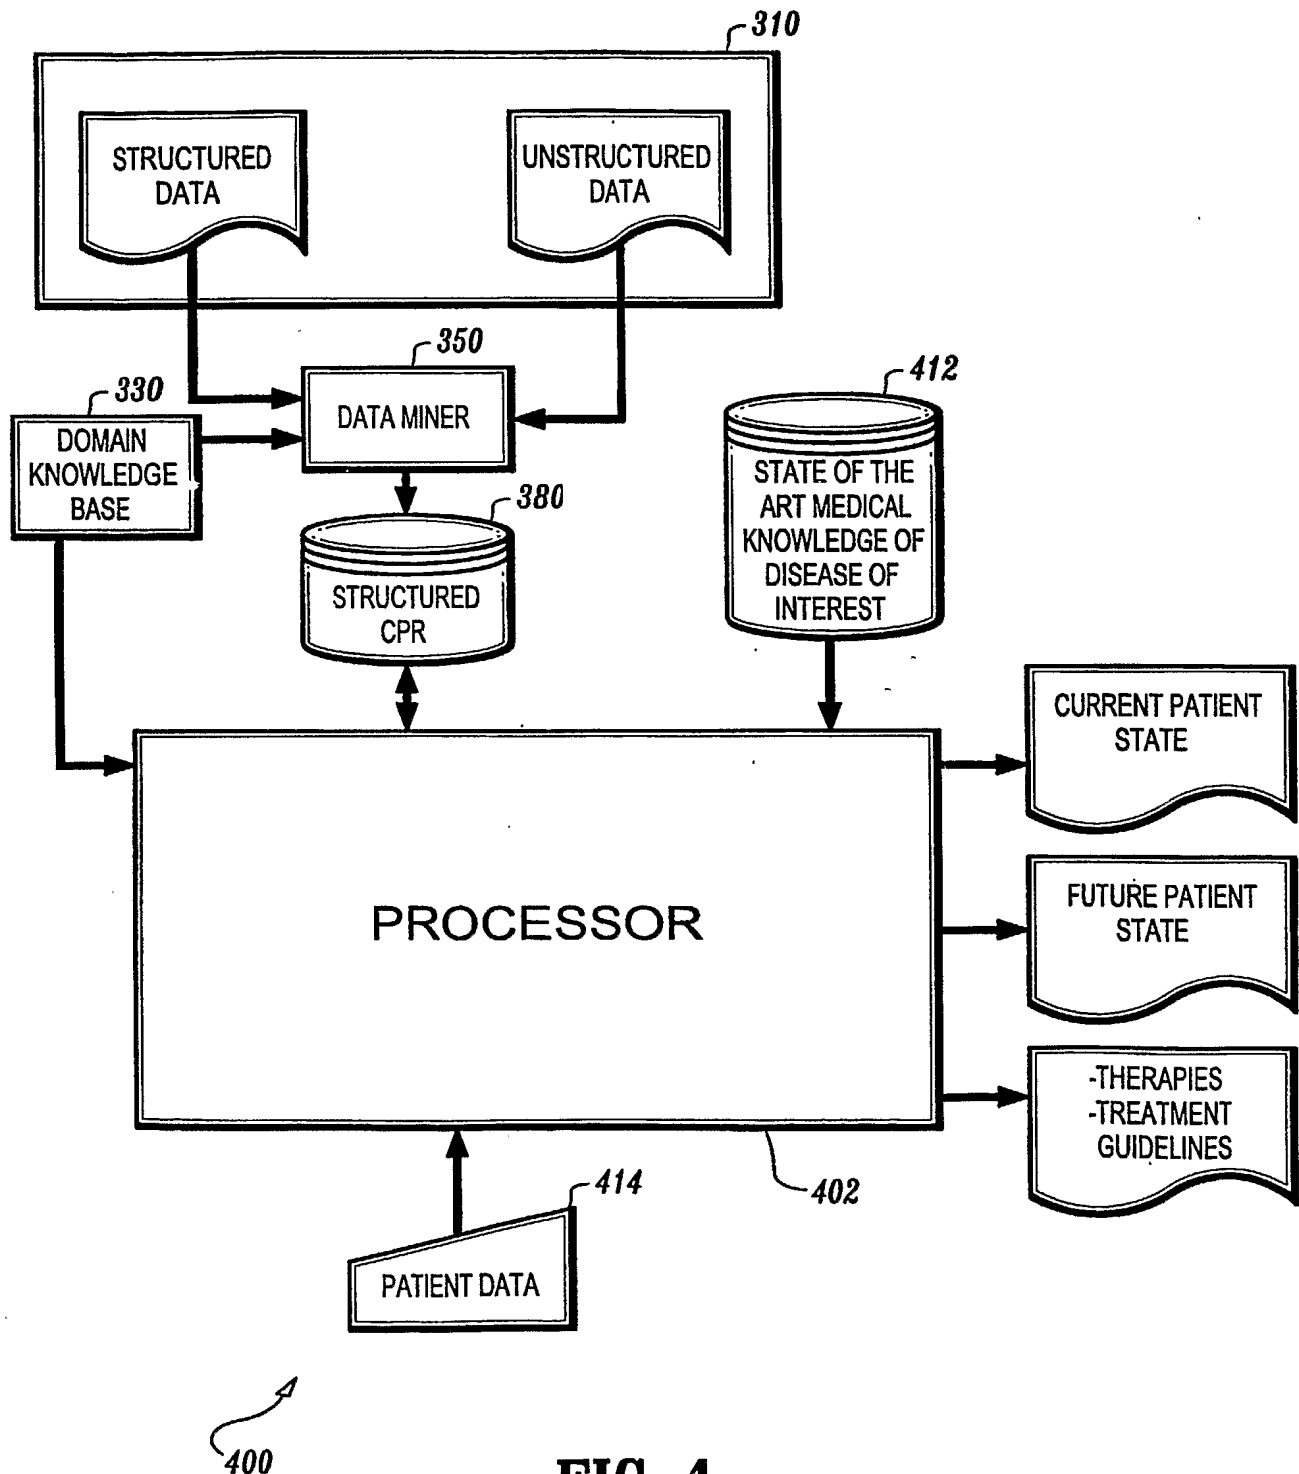 310
STRUCTURED
DATA
UNSTRUCTURED
DATA
350
DATA MINER
330
DOMAIN
KNOWLEDGE
BASE
412
STATE OF THE
ART MEDICAL
KNOWLEDGE OF
DISEASE OF
INTEREST
380
STRUCTURED
CPR
CURRENT PATIENT
STATE
PROCESSOR
FUTURE PATIENT
STATE
-THERAPIES
-TREATMENT
GUIDELINES
402
414
PATIENT DATA
400
FIG. 4